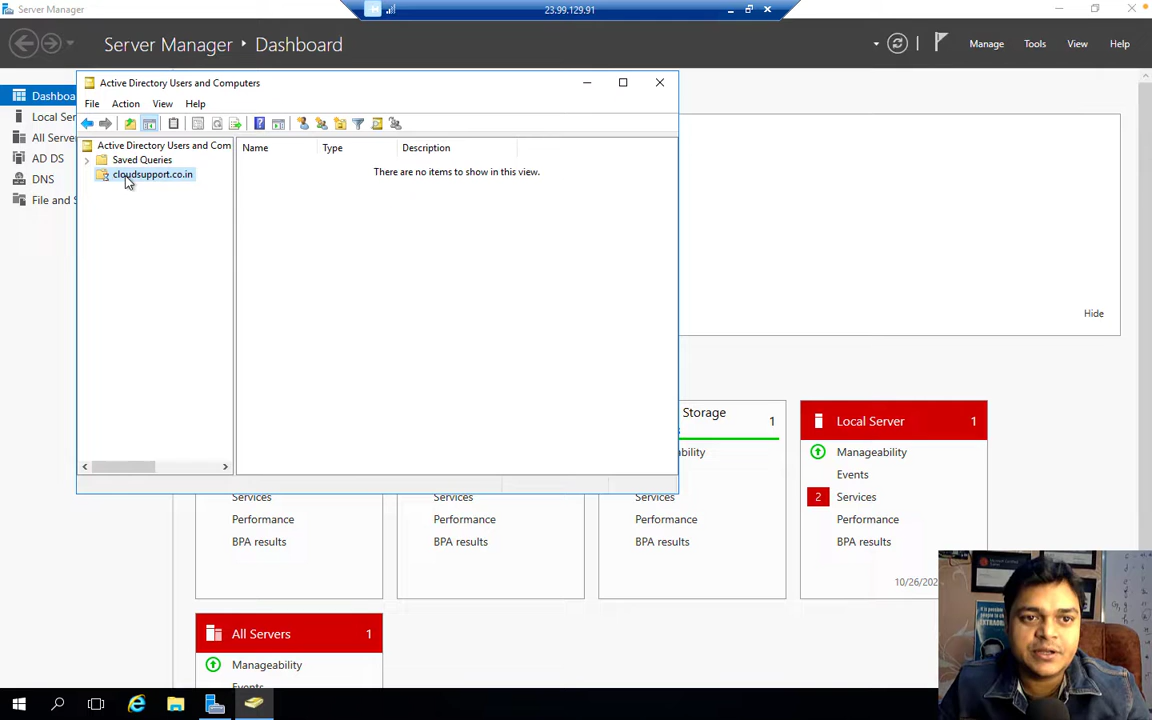 Server Manager
23.99.129.91
Server Manager
Dashboard
Manage
Tools
View
Help
Dashboa
Local Ser
All Serve
AD DS
DNS
File and S
Active Directory Users and Computers
File
Action
View
Help
Active Directory Users and Com
Saved Queries
cloudsupport.co.in
Name
Type
Description
There are no items to show in this view.
Hide
Services
Performance
BPA results
Services
Performance
BPA results
Storage
1
ability
Services
Performance
BPA results
Local Server
1
Manageability
Events
2
Services
Performance
BPA results
10/26/202
All Servers
1
Manageability